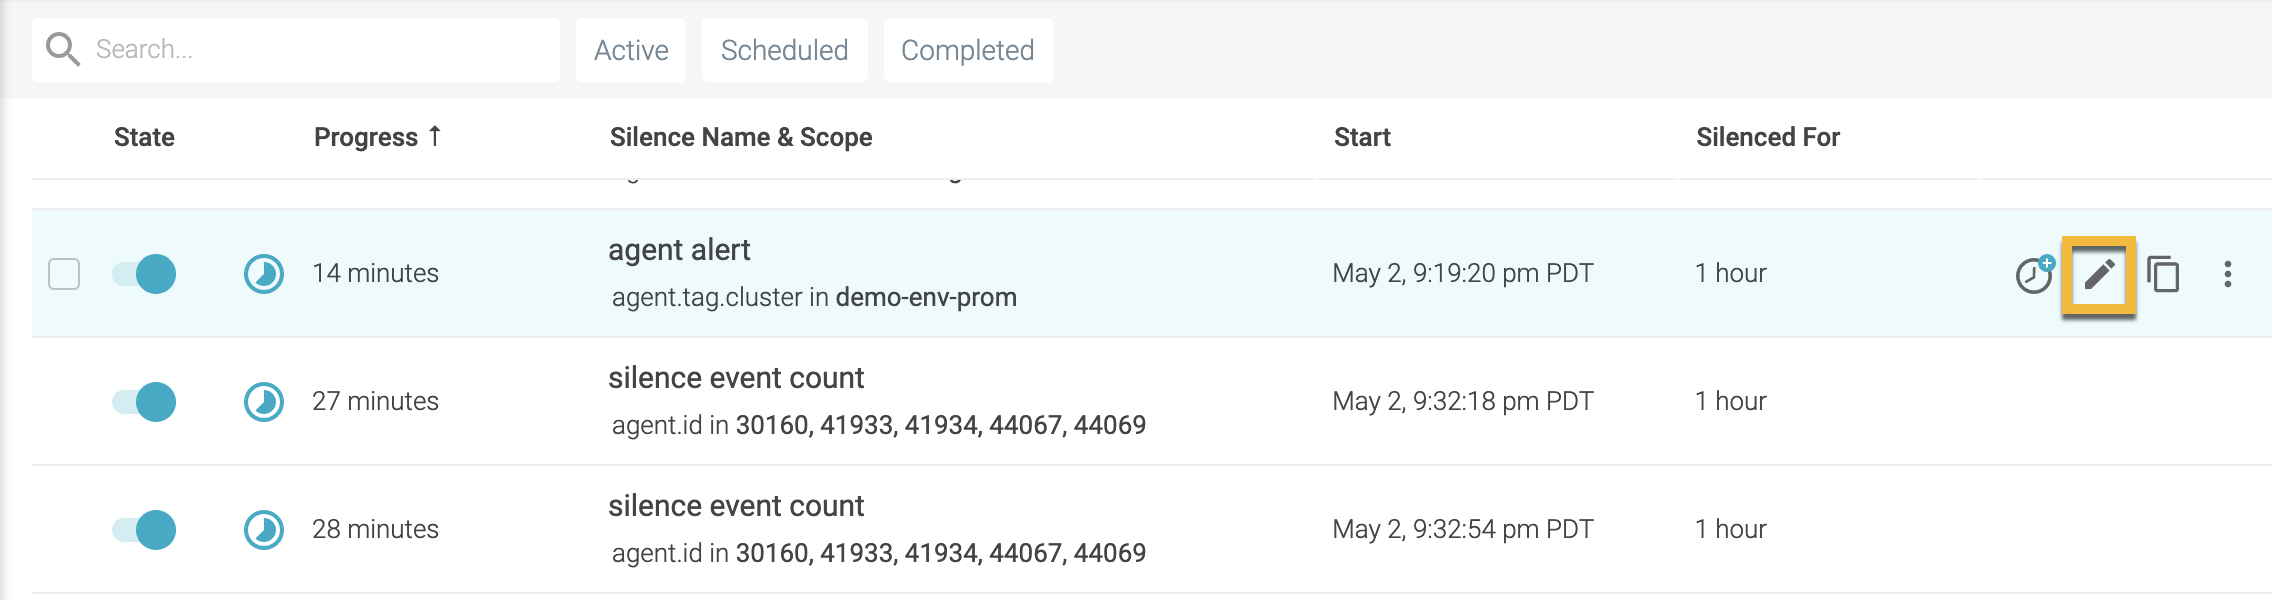 Search...
Active
Scheduled
Completed
State
Progress ↑
Silence Name & Scope
Start
Silenced For
agent alert
14 minutes
agent.tag.cluster in demo-env-prom
May 2, 9:19:20 pm PDT
1 hour
silence event count
27 minutes
agent.id in 30160, 41933, 41934, 44067, 44069
May 2, 9:32:18 pm PDT
1 hour
silence event count
28 minutes
agent.id in 30160, 41933, 41934, 44067, 44069
May 2, 9:32:54 pm PDT
1 hour